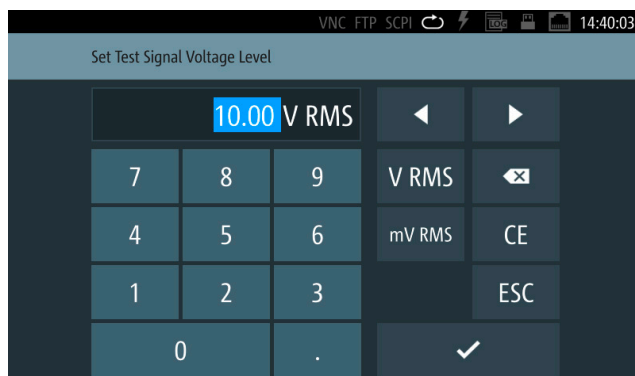 VNC FTP SCPI LOG 14:40:03
Set Test Signal Voltage Level
10.00 V RMS
7 8 9 V RMS
4 5 6 mV RMS CE
1 2 3 ESC
0 .